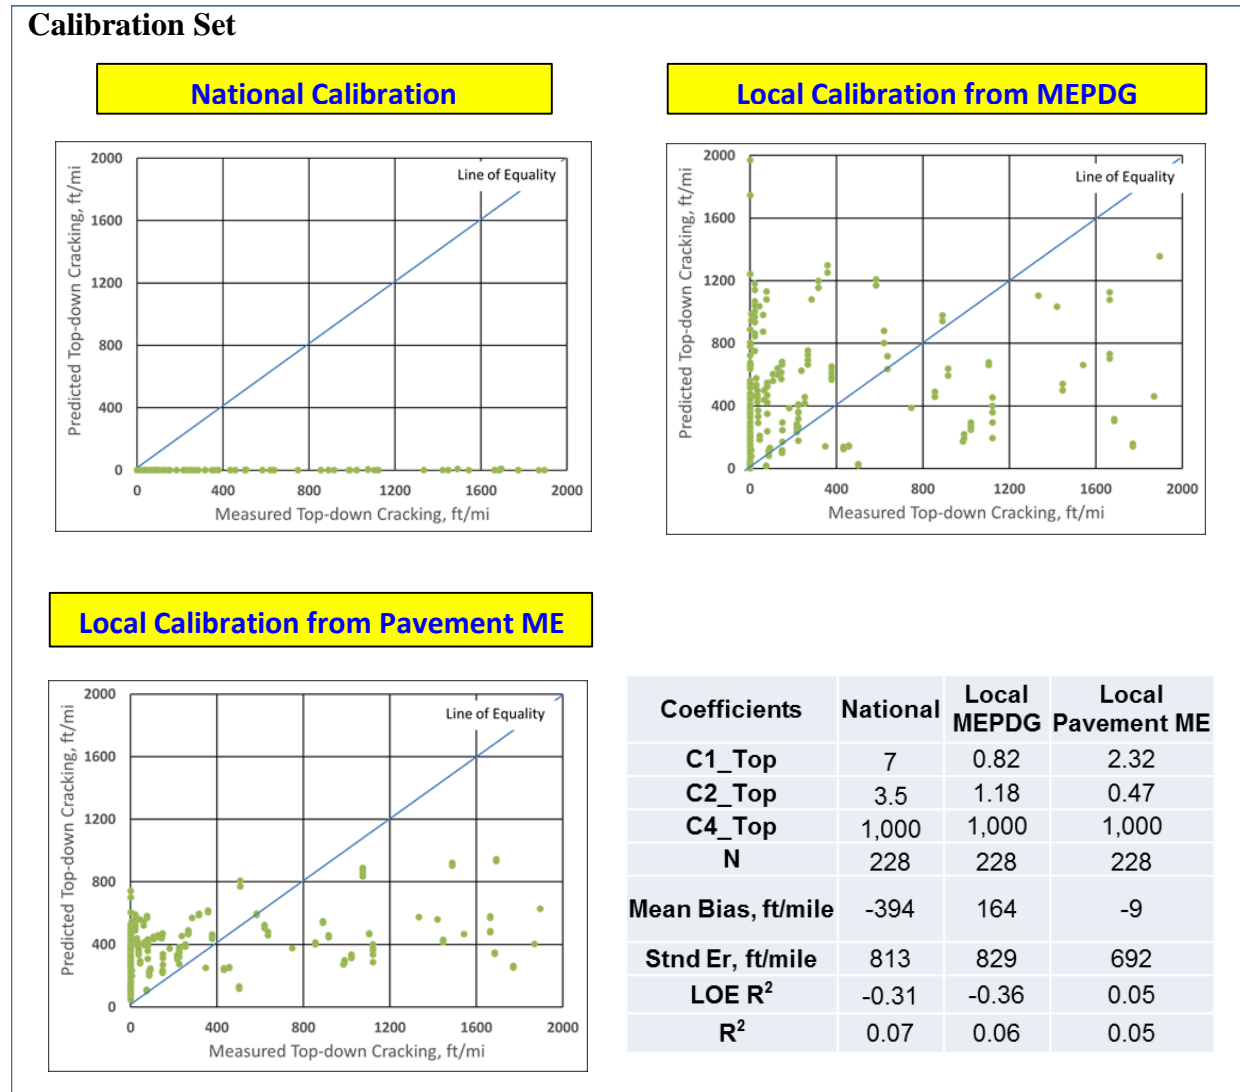 Calibration Set
National Calibration
Local Calibration from MEPDG
Predicted Top-down Cracking, ft/mi
2000
1600
1200
800
400
0
Line of Equality
0 400 800 1200 1600 2000
Measured Top-down Cracking, ft/mi
Predicted Top-down Cracking, ft/mi
2000
1600
1200
800
400
0
Line of Equality
0 400 800 1200 1600 2000
Measured Top-down Cracking, ft/mi
Local Calibration from Pavement ME
Predicted Top-down Cracking, ft/mi
2000
1600
1200
800
400
0
Line of Equality
0 400 800 1200 1600 2000
Measured Top-down Cracking, ft/mi
Coefficients National Local MEPDG Local Pavement ME
C1_Top 7 0.82 2.32
C2_Top 3.5 1.18 0.47
C4_Top 1,000 1,000 1,000
N 228 228 228
Mean Bias, ft/mile -394 164 -9
Stnd Er, ft/mile 813 829 692
LOE R² -0.31 -0.36 0.05
R² 0.07 0.06 0.05